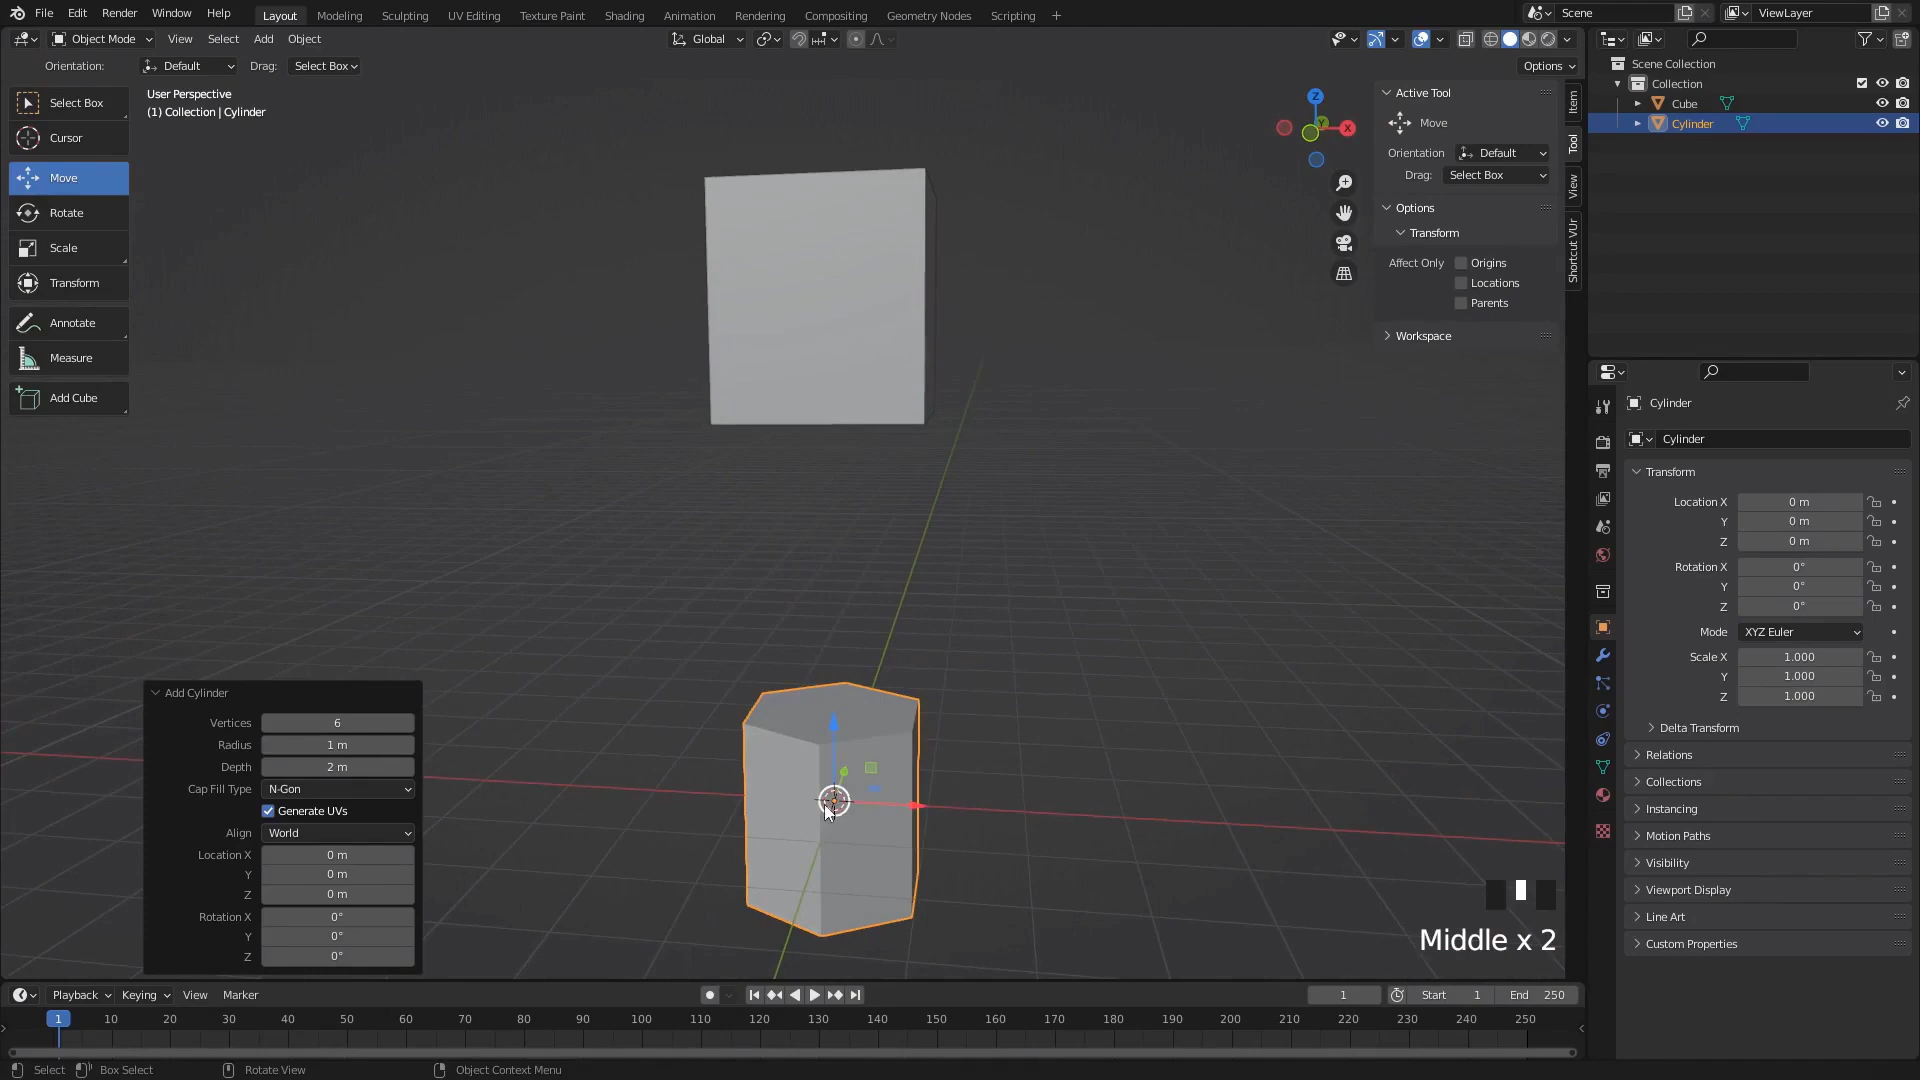 File Edit Render Window Help Layout Modeling Sculpting UV Editing Texture Paint Shading Animation Rendering Compositing Geometry Nodes Scripting + Scene ViewLayer
Object Mode View Select Add Object Global
Orientation: Default Drag: Select Box Options
User Perspective
(1) Collection | Cylinder
Select Box
Cursor
Move
Rotate
Scale
Transform
Annotate
Measure
Add Cube
Z
X
Y
Active Tool
Move
Orientation Default
Drag: Select Box
Options
Transform
Affect Only Origins
Locations
Parents
Workspace
Item
Tool
View
Shortcut VUr
Scene Collection
Collection
Cube
Cylinder
Cylinder
Cylinder
Transform
Location X 0 m
Y 0 m
Z 0 m
Rotation X 0°
Y 0°
Z 0°
Mode XYZ Euler
Scale X 1.000
Y 1.000
Z 1.000
Delta Transform
Relations
Collections
Instancing
Motion Paths
Visibility
Viewport Display
Line Art
Custom Properties
Add Cylinder
Vertices 6
Radius 1 m
Depth 2 m
Cap Fill Type N-Gon
Generate UVs
Align World
Location X 0 m
Y 0 m
Z 0 m
Rotation X 0°
Y 0°
Z 0°
Middle x 2
Playback Keying View Marker 1 Start 1 End 250
1 10 20 30 40 50 60 70 80 90 100 110 120 130 140 150 160 170 180 190 200 210 220 230 240 250
Select Box Select Rotate View Object Context Menu